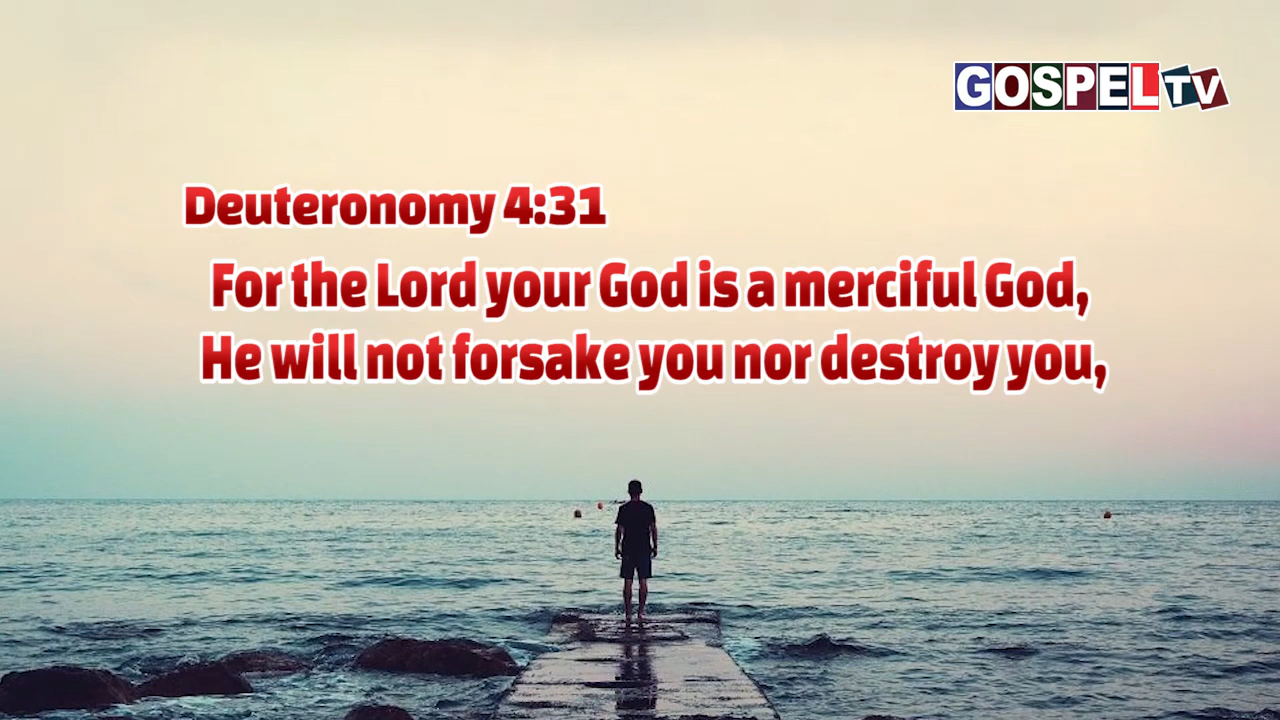 GOSPEL TV
Deuteronomy 4:31
For the Lord your God is a merciful God,
He will not forsake you nor destroy you,